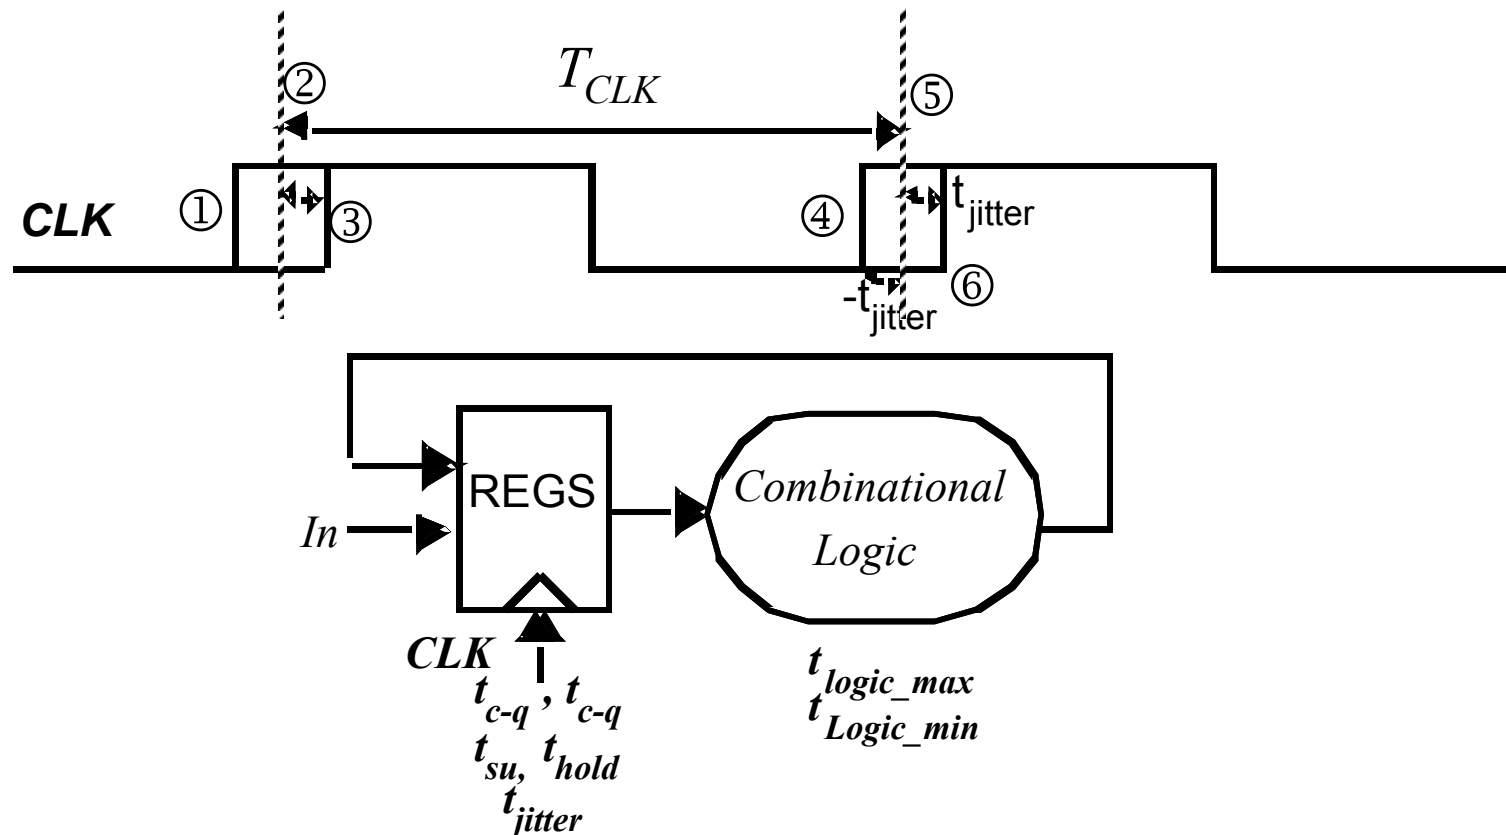 ②
T_CLK
⑤
CLK
①
③
④
t_jitter
-t_jitter
⑥
REGS
In
Combinational
Logic
CLK
t_c-q , t_c-q
t_su, t_hold
t_jitter
t_logic_max
t_Logic_min